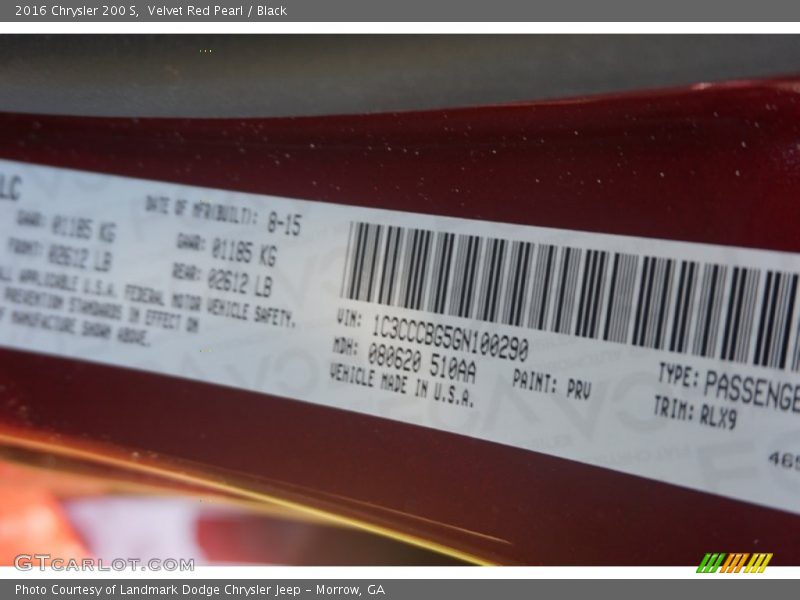 2016 Chrysler 200 S, Velvet Red Pearl / Black
LC
DATE OF MFR(BUILT): 8-15
GAWR: 01185 KG GAWR: 01185 KG
FRONT: 02612 LB REAR: 02612 LB
ALL APPLICABLE U.S.A. FEDERAL MOTOR VEHICLE SAFETY,
PREVENTION STANDARDS IN EFFECT ON
OF MANUFACTURE SHOWN ABOVE.
VIN: 1C3CCCBG5GN100290
MDH: 080620 510AA
PAINT: PRV
VEHICLE MADE IN U.S.A.
TYPE: PASSENGE
TRIM: RLX9
465
GTCARLOT.COM
Photo Courtesy of Landmark Dodge Chrysler Jeep – Morrow, GA